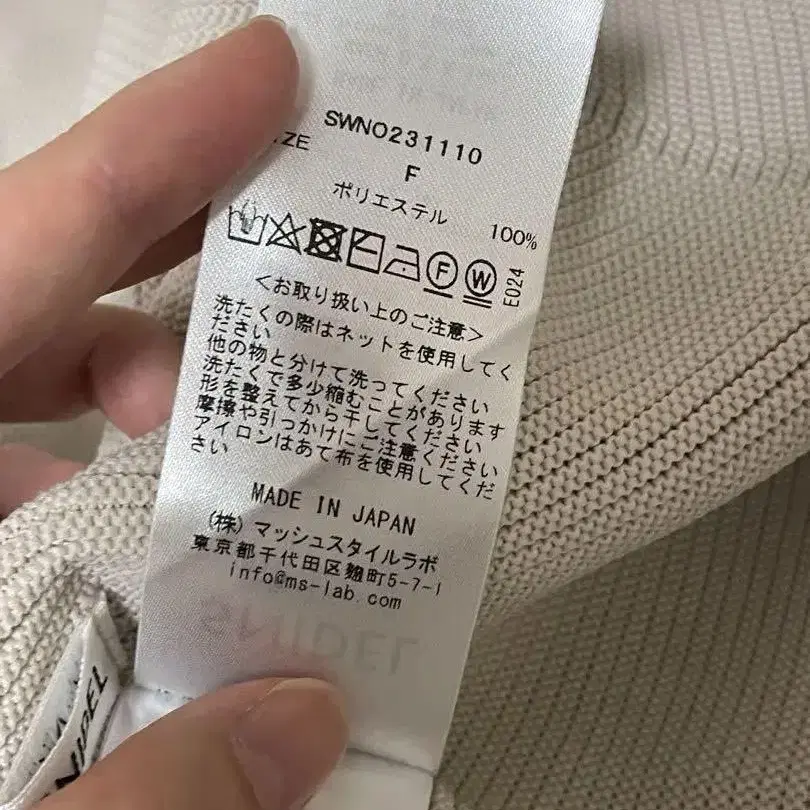 SWNO231110
IZE
F
ポリエステル 100%
F W E024
<お取り扱い上のご注意>
洗たくの際はネットを使用してく
ださい
他の物と分けて洗ってください
洗たくで多少縮むことがあります
形を整えてから干してください
摩擦や引っかけにご注意ください
アイロンはあて布を使用してくだ
さい
MADE IN JAPAN
(株) マッシュスタイルラボ
東京都千代田区麹町5-7-1
info@ms-lab.com
SNIDEL
NIDEL